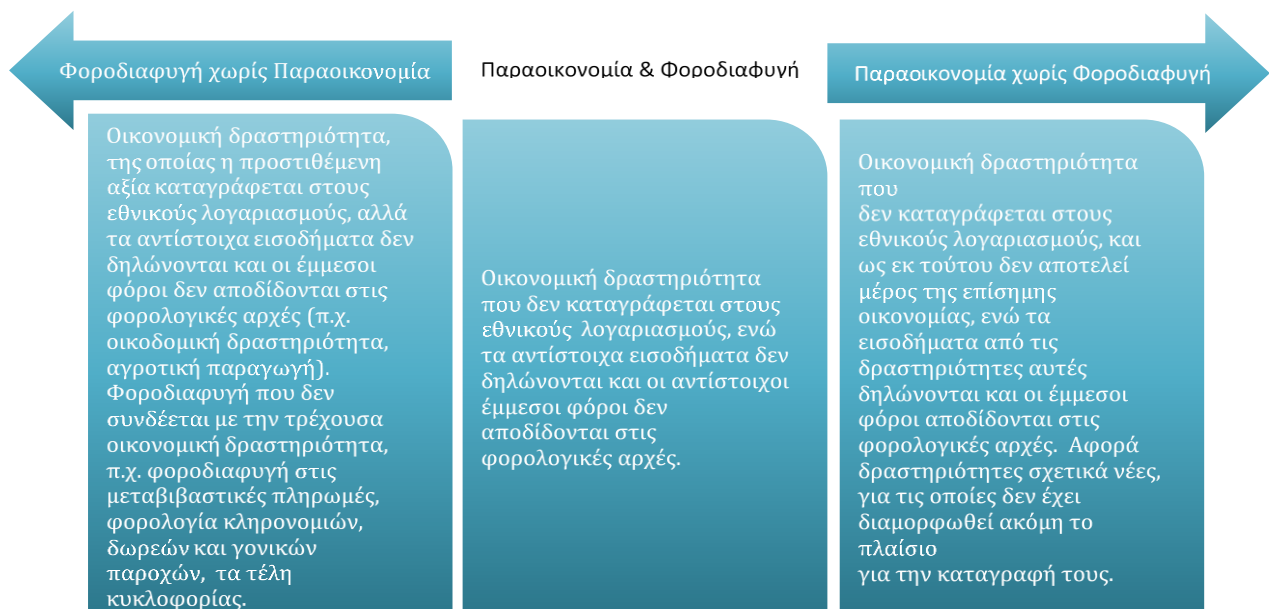 Φοροδιαφυγή χωρίς Παραοικονομία
Παραοικονομία & Φοροδιαφυγή
Παραοικονομία χωρίς Φοροδιαφυγή
Οικονομική δραστηριότητα,
της οποίας η προστιθέμενη
αξία καταγράφεται στους
εθνικούς λογαριασμούς, αλλά
τα αντίστοιχα εισοδήματα δεν
δηλώνονται και οι έμμεσοι
φόροι δεν αποδίδονται στις
φορολογικές αρχές (π.χ.
οικοδομική δραστηριότητα,
αγροτική παραγωγή).
Φοροδιαφυγή που δεν
συνδέεται με την τρέχουσα
οικονομική δραστηριότητα,
π.χ. φοροδιαφυγή στις
μεταβιβαστικές πληρωμές,
φορολογία κληρονομιών,
δωρεών και γονικών
παροχών, τα τέλη
κυκλοφορίας.
Οικονομική δραστηριότητα
που δεν καταγράφεται στους
εθνικούς λογαριασμούς, ενώ
τα αντίστοιχα εισοδήματα δεν
δηλώνονται και οι αντίστοιχοι
έμμεσοι φόροι δεν
αποδίδονται στις
φορολογικές αρχές.
Οικονομική δραστηριότητα
που
δεν καταγράφεται στους
εθνικούς λογαριασμούς, και
ως εκ τούτου δεν αποτελεί
μέρος της επίσημης
οικονομίας, ενώ τα
εισοδήματα από τις
δραστηριότητες αυτές
δηλώνονται και οι έμμεσοι
φόροι αποδίδονται στις
φορολογικές αρχές. Αφορά
δραστηριότητες σχετικά νέες,
για τις οποίες δεν έχει
διαμορφωθεί ακόμη το
πλαίσιο
για την καταγραφή τους.